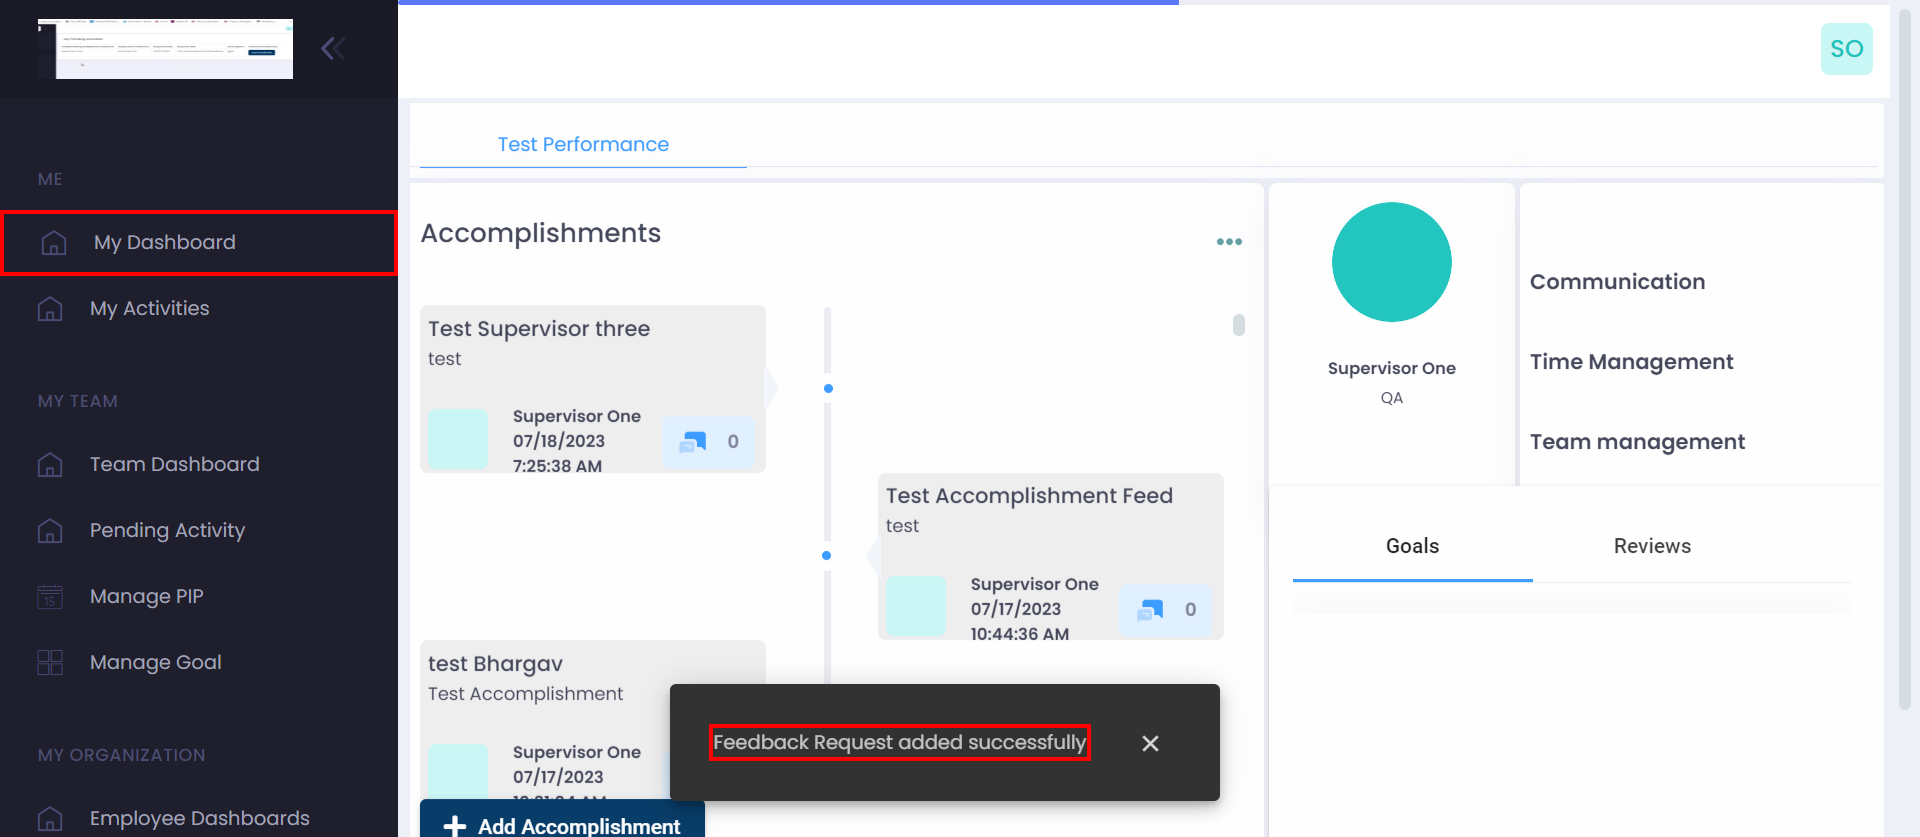 SO
ME
My Dashboard
My Activities
MY TEAM
Team Dashboard
Pending Activity
15
Manage PIP
Manage Goal
MY ORGANIZATION
Employee Dashboards
Test Performance
Accomplishments
Test Supervisor three
test
Supervisor One
07/18/2023
7:25:38 AM
0
Test Accomplishment Feed
test
Supervisor One
07/17/2023
10:44:36 AM
0
test Bhargav
Test Accomplishment
Supervisor One
07/17/2023
Add Accomplishment
Feedback Request added successfully
Supervisor One
QA
Communication
Time Management
Team management
Goals
Reviews